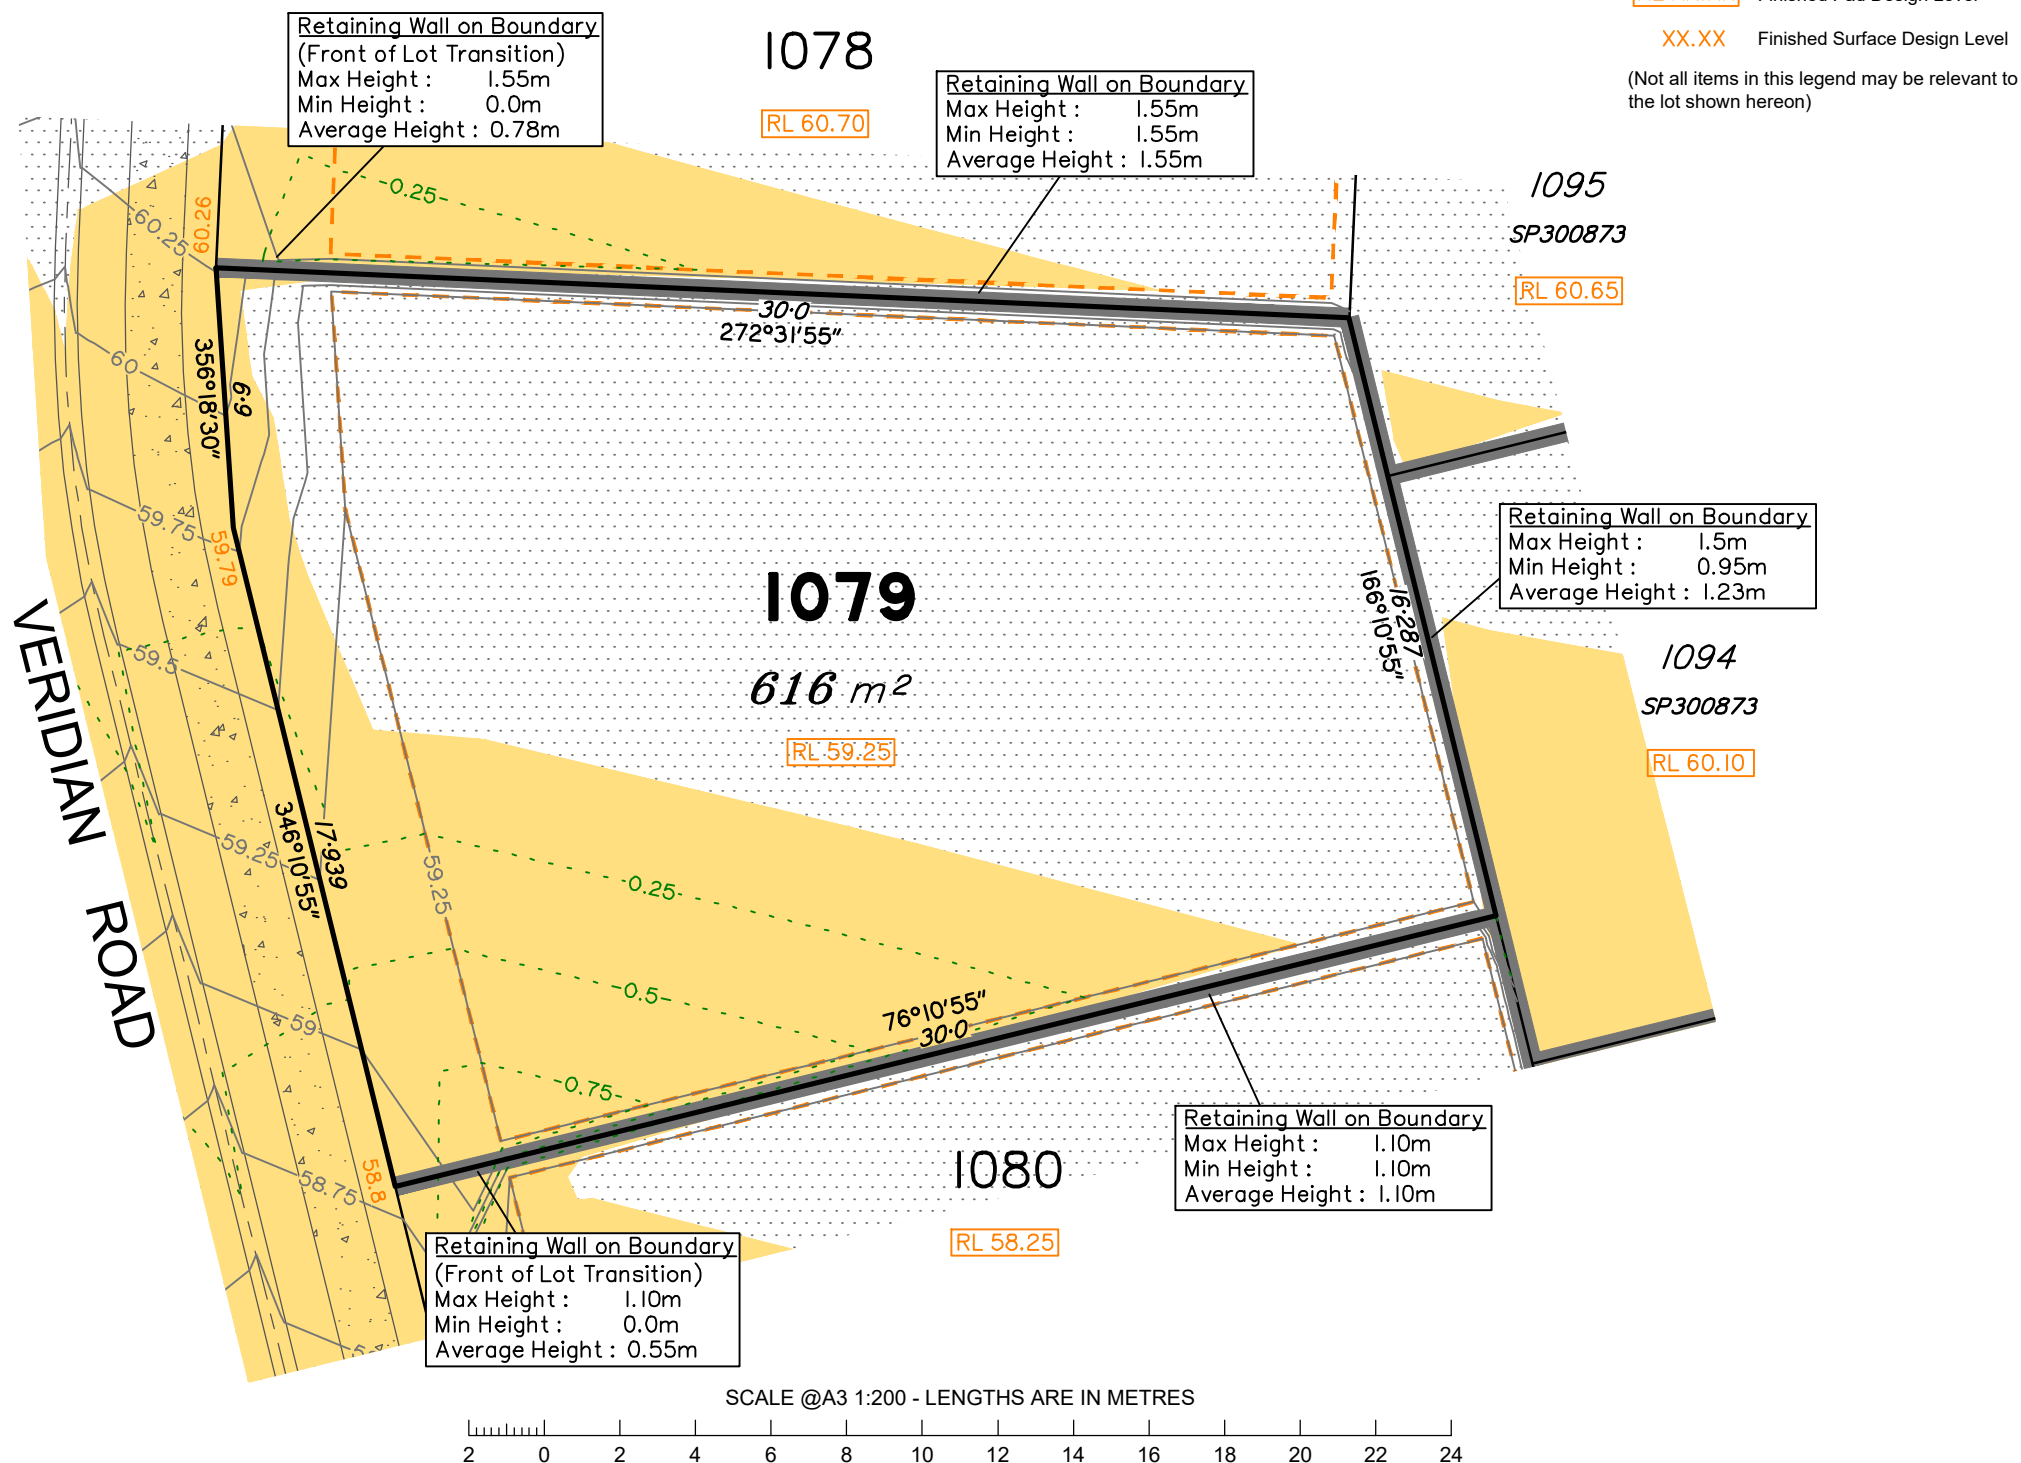 XX.XX Finished Surface Design Level
(Not all items in this legend may be relevant to
the lot shown hereon)
Retaining Wall on Boundary
(Front of Lot Transition)
Max Height : 1.55m
Min Height : 0.0m
Average Height : 0.78m
1078
RL 60.70
Retaining Wall on Boundary
Max Height : 1.55m
Min Height : 1.55m
Average Height : 1.55m
1095
SP300873
RL 60.65
0.25
60.26
60.25
30·0
272°31'55"
60
356°18'30"
6·9
59.75
59.79
Retaining Wall on Boundary
Max Height : 1.5m
Min Height : 0.95m
Average Height : 1.23m
1079
616 m²
RL 59.25
16·287
166°10'55"
1094
SP300873
RL 60.10
VERIDIAN ROAD
59.5
59.25
346°10'55"
17·939
59.25
0.25
0.5
76°10'55"
30·0
59
0.75
58.75
58.8
1080
RL 58.25
Retaining Wall on Boundary
Max Height : 1.10m
Min Height : 1.10m
Average Height : 1.10m
Retaining Wall on Boundary
(Front of Lot Transition)
Max Height : 1.10m
Min Height : 0.0m
Average Height : 0.55m
SCALE @A3 1:200 - LENGTHS ARE IN METRES
2 0 2 4 6 8 10 12 14 16 18 20 22 24